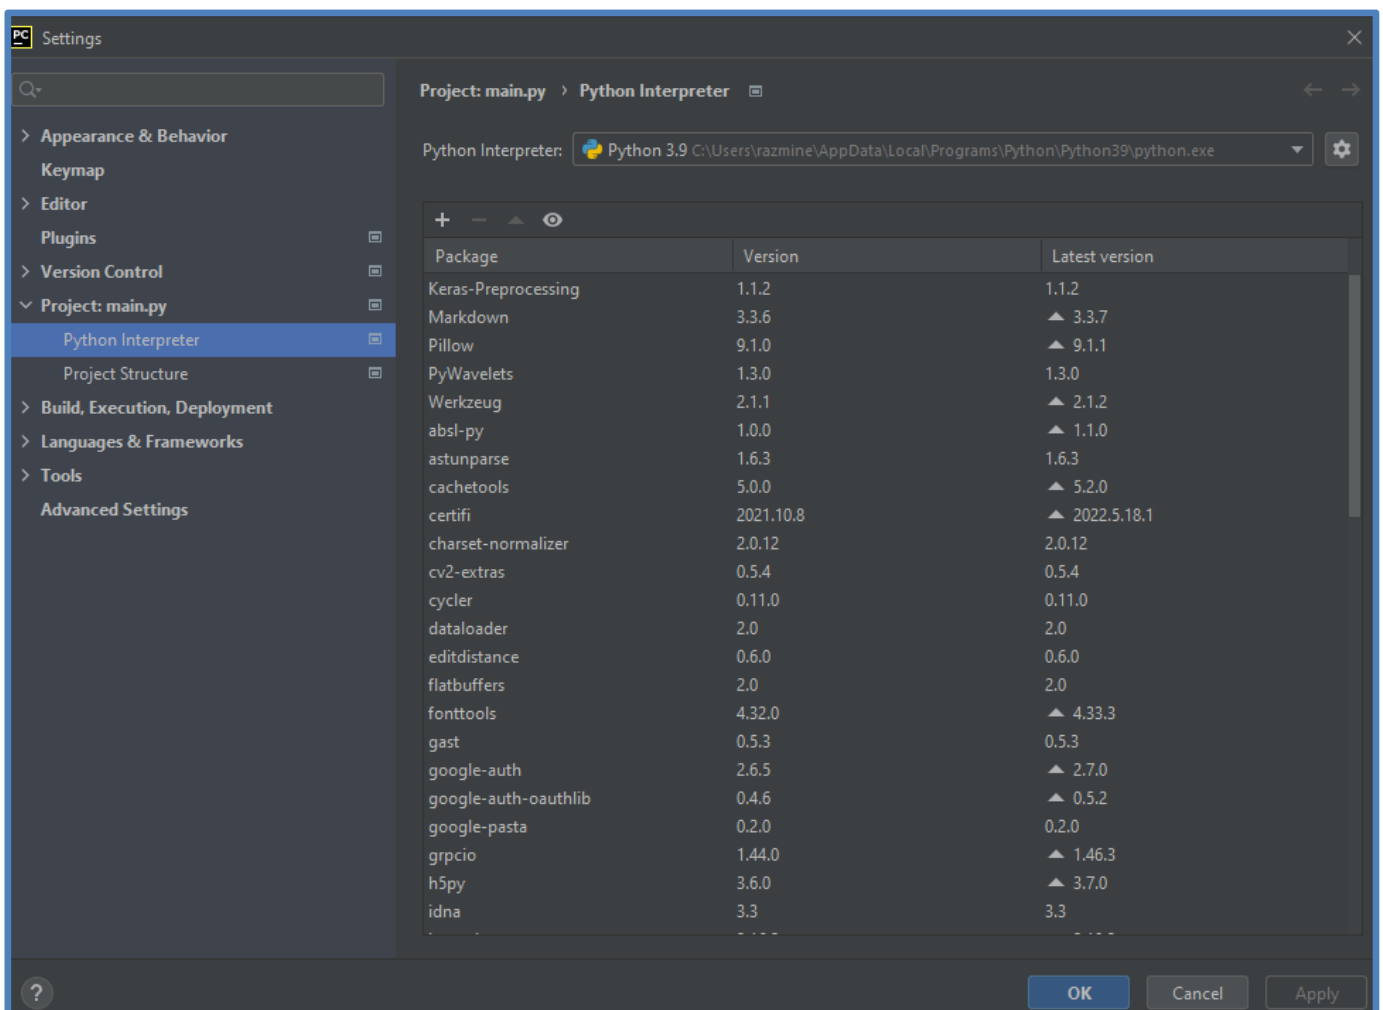 PC Settings
Project: main.py > Python Interpreter
Appearance & Behavior
Keymap
Editor
Plugins
Version Control
Project: main.py
Python Interpreter
Project Structure
Build, Execution, Deployment
Languages & Frameworks
Tools
Advanced Settings
Python Interpreter: Python 3.9 C:\Users\razmine\AppData\Local\Programs\Python\Python39\python.exe
Package Version Latest version
Keras-Preprocessing 1.1.2 1.1.2
Markdown 3.3.6 3.3.7
Pillow 9.1.0 9.1.1
PyWavelets 1.3.0 1.3.0
Werkzeug 2.1.1 2.1.2
absl-py 1.0.0 1.1.0
astunparse 1.6.3 1.6.3
cachetools 5.0.0 5.2.0
certifi 2021.10.8 2022.5.18.1
charset-normalizer 2.0.12 2.0.12
cv2-extras 0.5.4 0.5.4
cycler 0.11.0 0.11.0
dataloader 2.0 2.0
editdistance 0.6.0 0.6.0
flatbuffers 2.0 2.0
fonttools 4.32.0 4.33.3
gast 0.5.3 0.5.3
google-auth 2.6.5 2.7.0
google-auth-oauthlib 0.4.6 0.5.2
google-pasta 0.2.0 0.2.0
grpcio 1.44.0 1.46.3
h5py 3.6.0 3.7.0
idna 3.3 3.3
? OK Cancel Apply